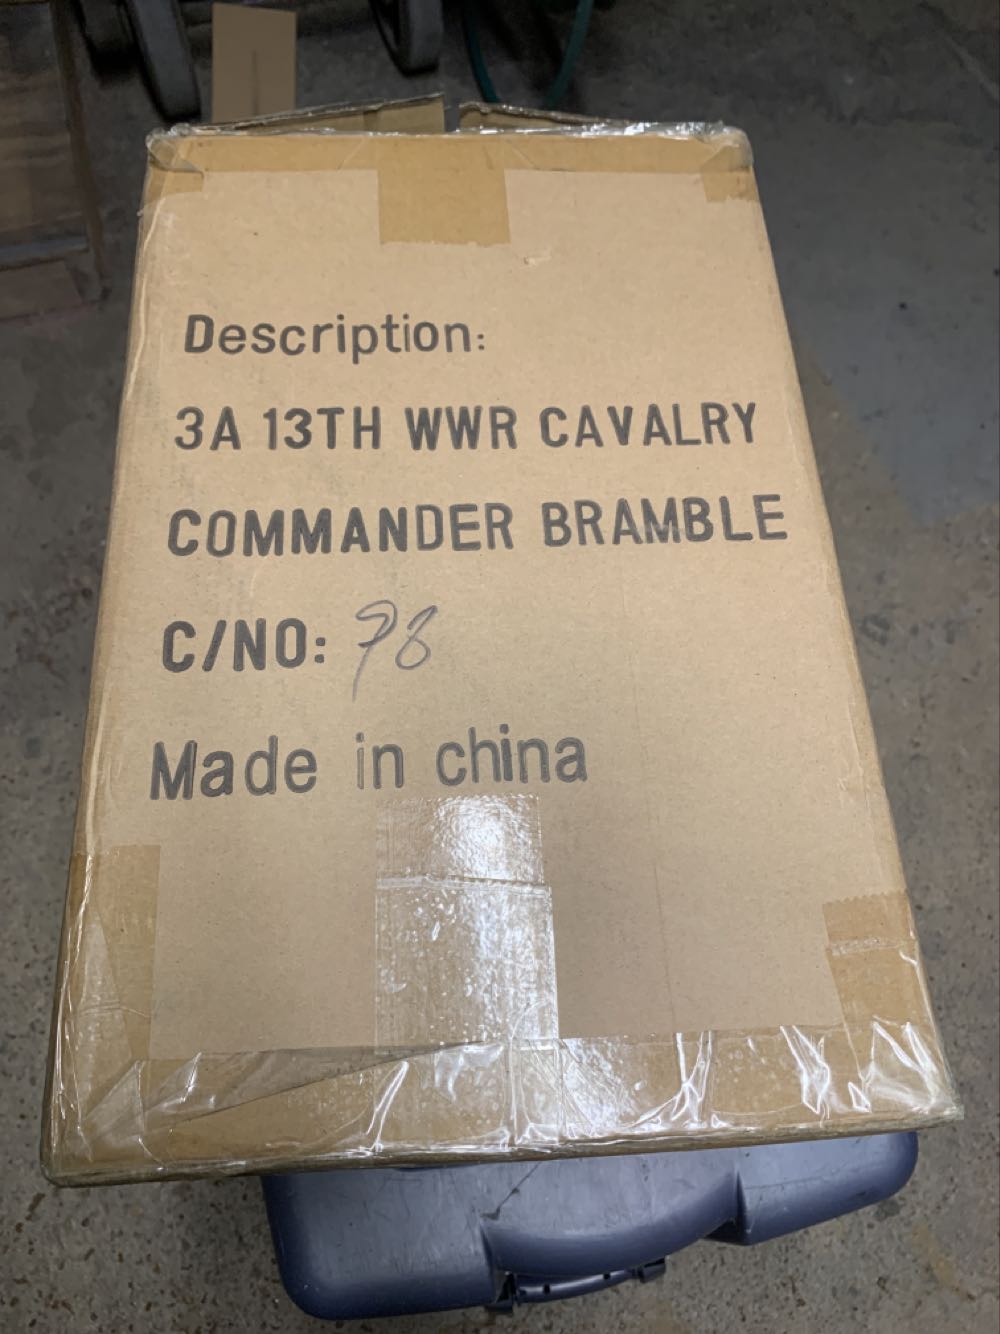 Description:
3A 13TH WWR CAVALRY
COMMANDER BRAMBLE
C/NO: 78
Made in china